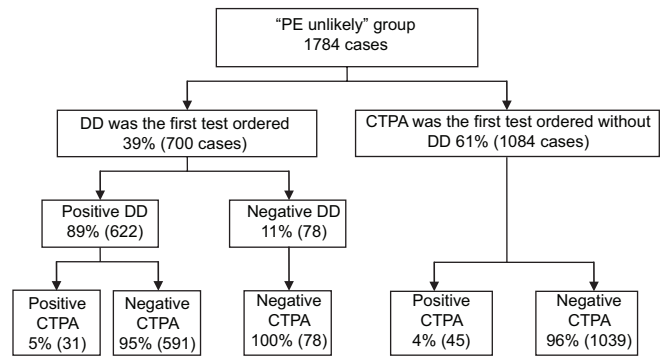 “PE unlikely” group
1784 cases
DD was the first test ordered
39% (700 cases)
CTPA was the first test ordered without
DD 61% (1084 cases)
Positive DD
89% (622)
Negative DD
11% (78)
Positive
CTPA
5% (31)
Negative
CTPA
95% (591)
Negative
CTPA
100% (78)
Positive
CTPA
4% (45)
Negative
CTPA
96% (1039)